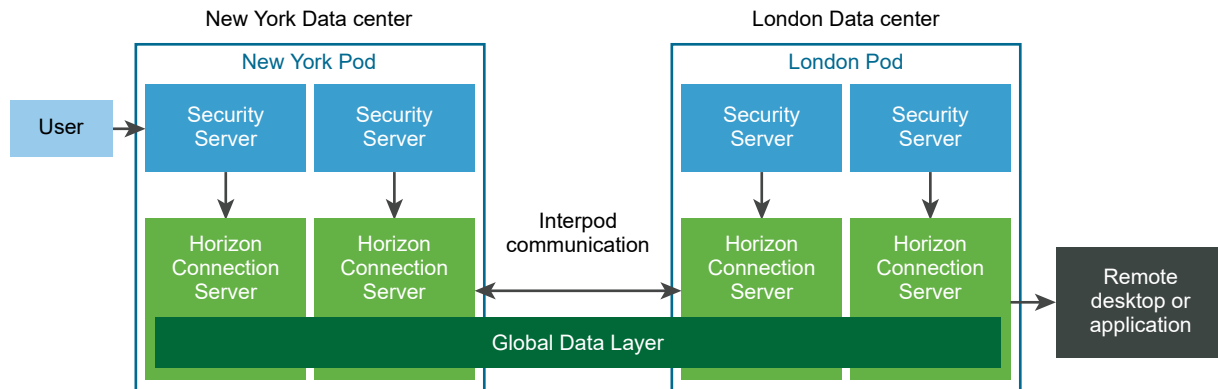 New York Data center
London Data center
New York Pod
London Pod
User
Security
Server
Security
Server
Security
Server
Security
Server
Interpod
communication
Horizon
Connection
Server
Horizon
Connection
Server
Horizon
Connection
Server
Horizon
Connection
Server
Remote
desktop or
application
Global Data Layer